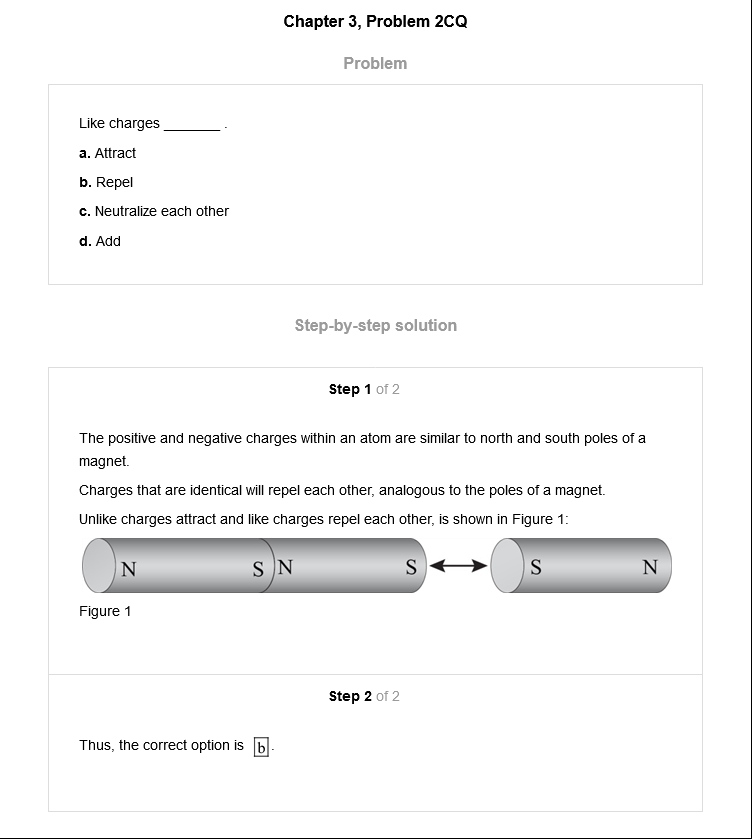 Chapter 3, Problem 2CQ
Problem
Like charges _______ .
a. Attract
b. Repel
c. Neutralize each other
d. Add
Step-by-step solution
Step 1 of 2
The positive and negative charges within an atom are similar to north and south poles of a
magnet.
Charges that are identical will repel each other, analogous to the poles of a magnet.
Unlike charges attract and like charges repel each other, is shown in Figure 1:
N S N S S N
Figure 1
Step 2 of 2
Thus, the correct option is b.